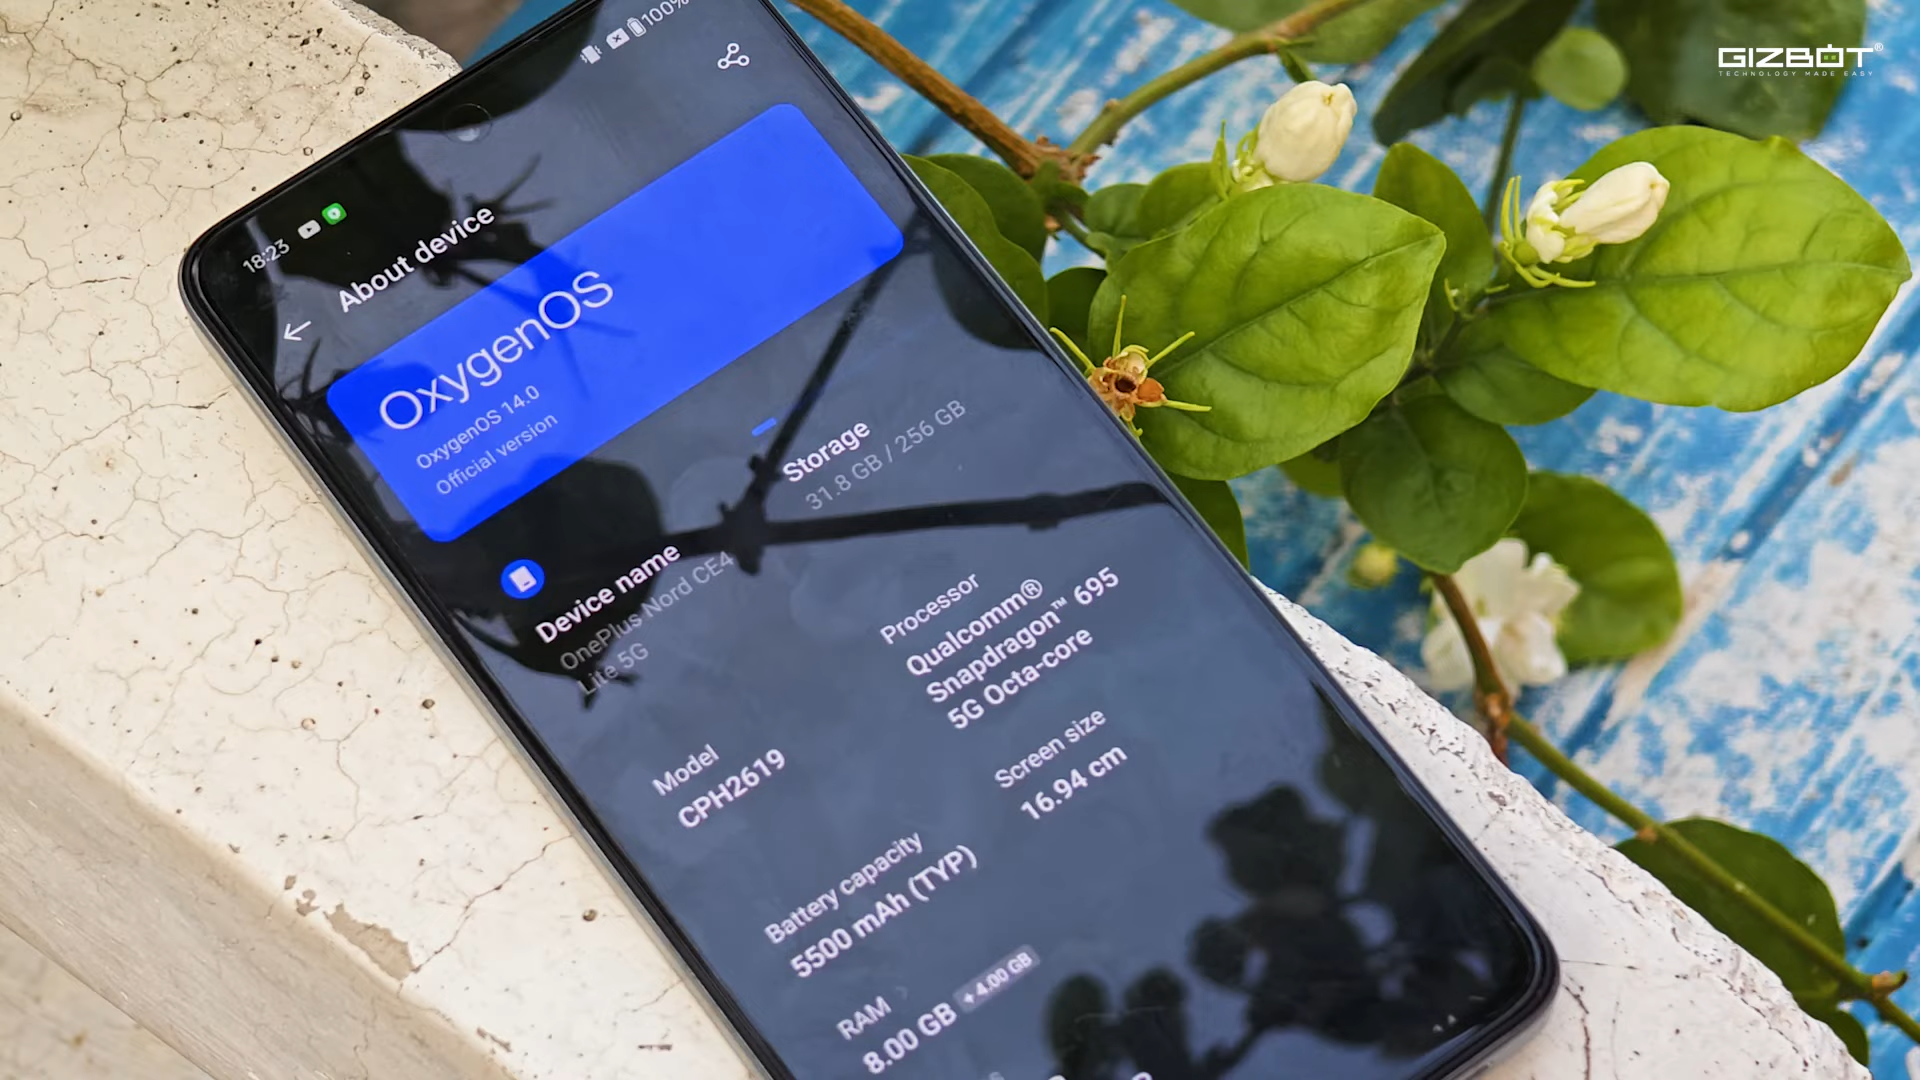 GIZBOT®
TECHNOLOGY MADE EASY
100%
18:23
About device
OxygenOS
OxygenOS 14.0
Official version
Storage
31.8 GB / 256 GB
Device name
OnePlus Nord CE4
Lite 5G
Processor
Qualcomm®
Snapdragon™ 695
5G Octa-core
Model
CPH2619
Screen size
16.94 cm
Battery capacity
5500 mAh (TYP)
RAM
8.00 GB + 4.00 GB